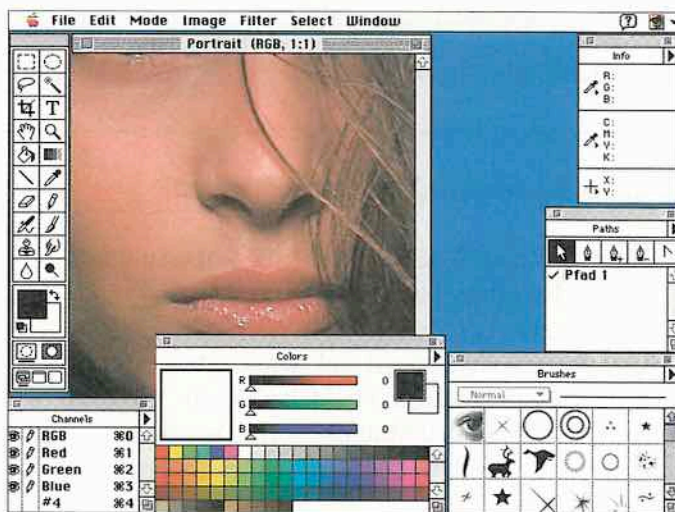 File Edit Mode Image Filter Select Window
Portrait (RGB, 1:1)
T
Info
R:
G:
B:
C:
M:
Y:
K:
X:
Y:
Paths
✓ Pfad 1
Colors
R 0
G 0
B 0
Brushes
Normal
Channels
RGB ⌘0
Red ⌘1
Green ⌘2
Blue ⌘3
#4 ⌘4